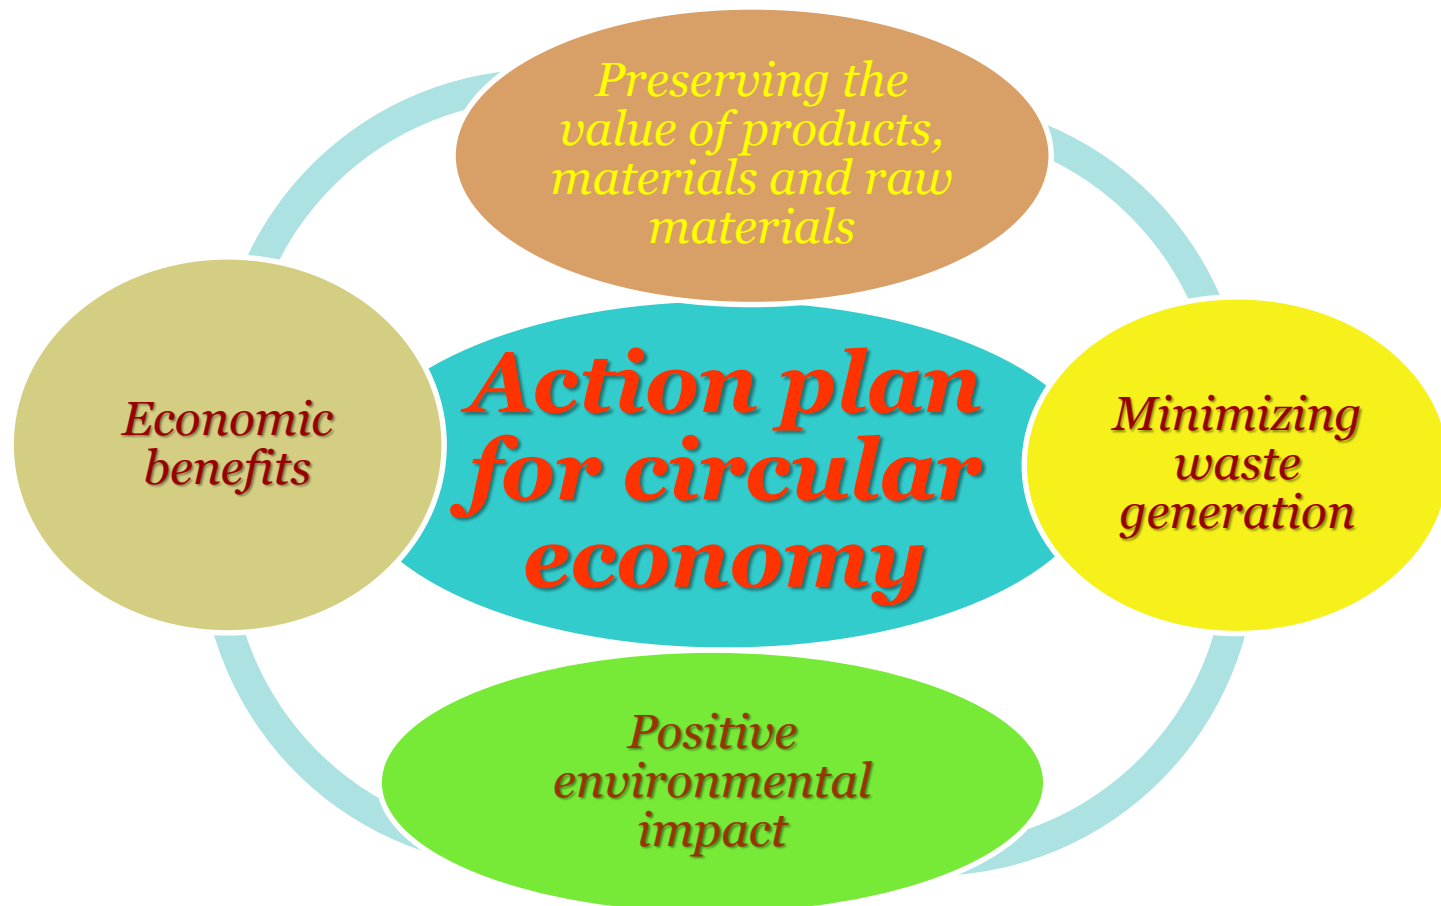 Preserving the
value of products,
materials and raw
materials
Economic
benefits
Action plan
for circular
economy
Minimizing
waste
generation
Positive
environmental
impact